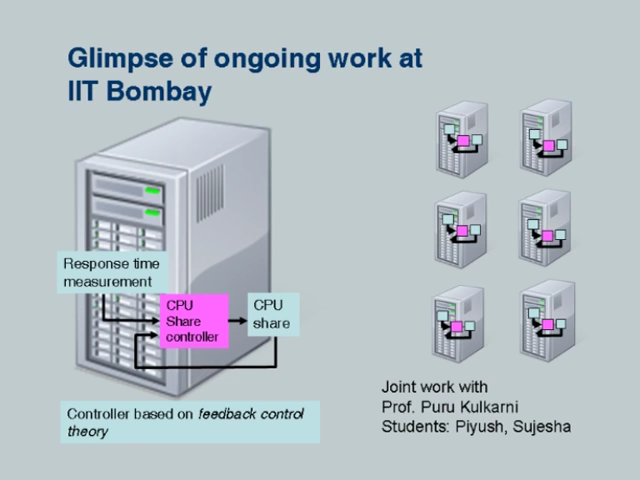 Glimpse of ongoing work at
IIT Bombay
Response time
measurement
CPU
Share
controller
CPU
share
Controller based on feedback control
theory
Joint work with
Prof. Puru Kulkarni
Students: Piyush, Sujesha